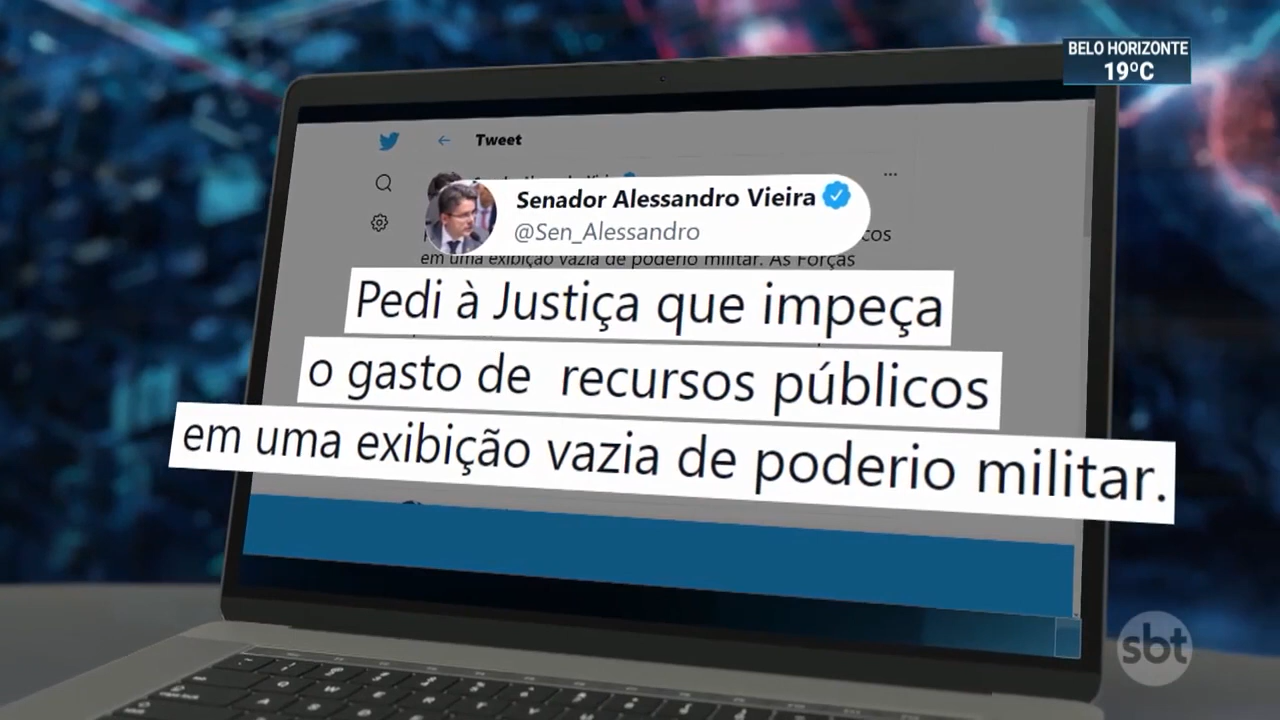 BELO HORIZONTE
19ºC
Tweet
Senador Alessandro Vieira
@Sen_Alessandro
em uma exibição vazia de poderio militar. As Forças
Pedi à Justiça que impeça
o gasto de recursos públicos
em uma exibição vazia de poderio militar.
sbt